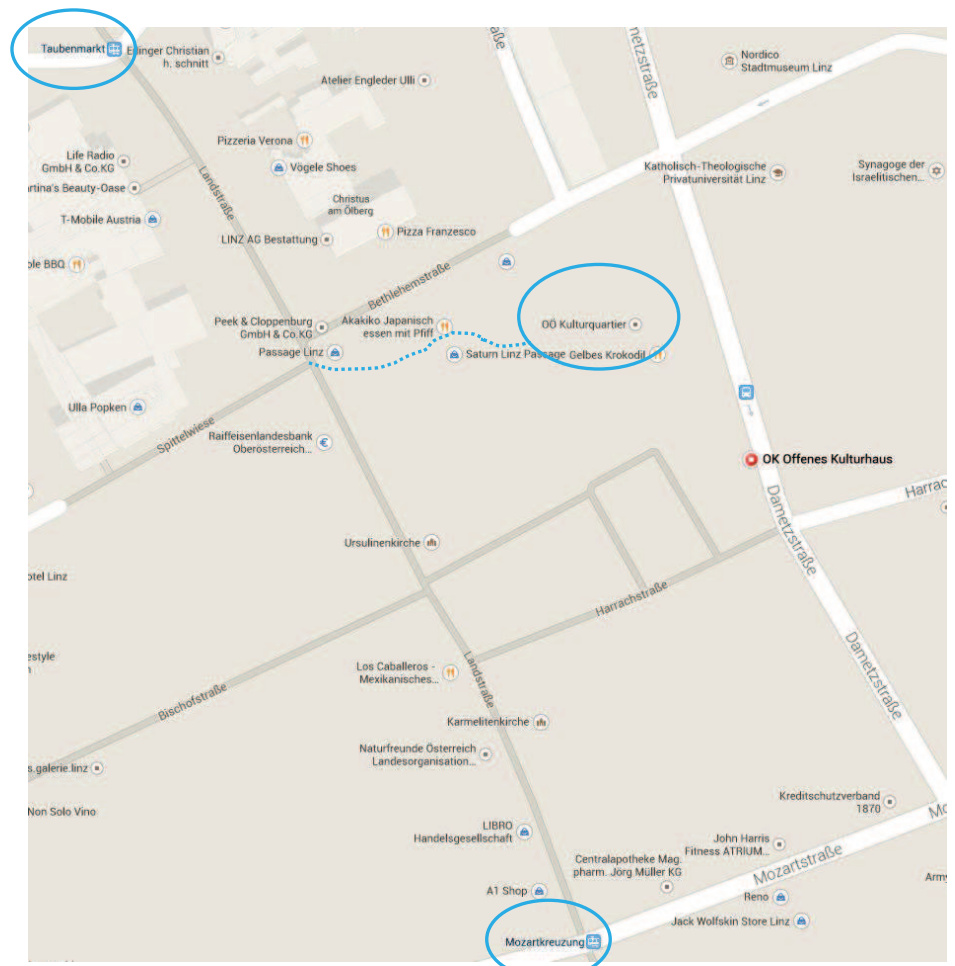 Taubenmarkt
Edinger Christian
h. schnitt
Atelier Engleder Ulli
Nordico
Stadtmuseum Linz
Dametzstraße
Pizzeria Verona
Vögele Shoes
Life Radio
GmbH & Co.KG
artina's Beauty-Oase
T-Mobile Austria
Landstraße
Christus
am Ölberg
Katholisch-Theologische
Privatuniversität Linz
Synagoge der
Israelitischen...
LINZ AG Bestattung
Pizza Franzesco
ole BBQ
Bethlehemstraße
Peek & Cloppenburg
GmbH & Co.KG
Akakiko Japanisch
essen mit Pfiff
OÖ Kulturquartier
Passage Linz
Saturn Linz Passage
Gelbes Krokodil
Ulla Popken
Spittelwiese
Raiffeisenlandesbank
Oberösterreich...
OK Offenes Kulturhaus
Harrac
Dametzstraße
Ursulinenkirche
otel Linz
Harrachstraße
estyle
Los Caballeros -
Mexikanisches...
Landstraße
Dametzstraße
Bischofstraße
Karmelitenkirche
Naturfreunde Österreich
Landesorganisation...
s.galerie.linz
Non Solo Vino
Kreditschutzverband
1870
Mo
LIBRO
Handelsgesellschaft
John Harris
Fitness ATRIUM...
Mozartstraße
Centralapotheke Mag.
pharm. Jörg Müller KG
Army
A1 Shop
Reno
Jack Wolfskin Store Linz
Mozartkreuzung